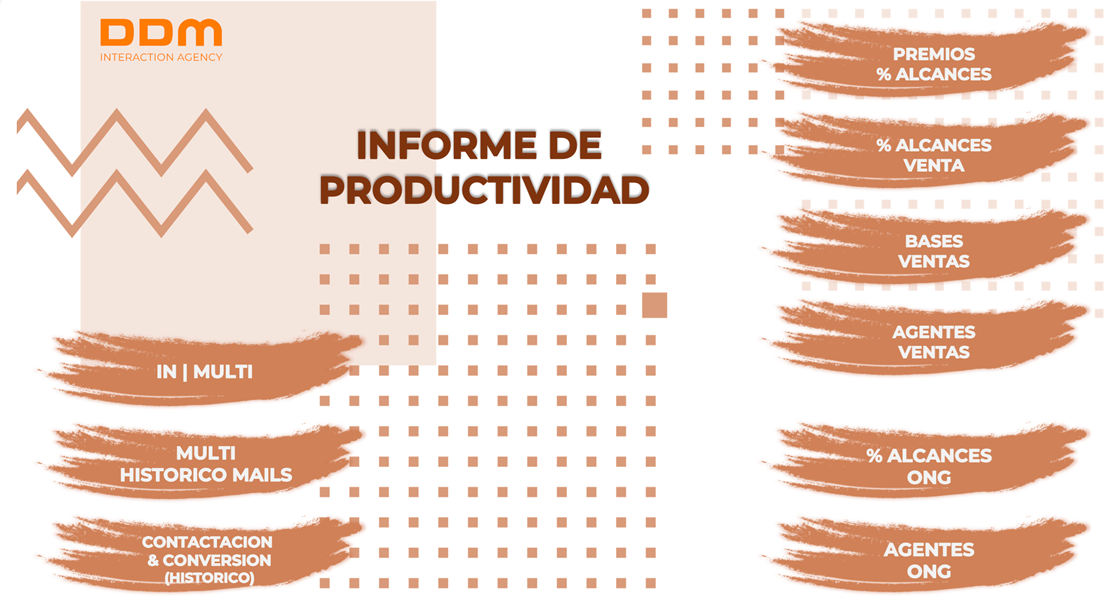 DDM
INTERACTION AGENCY
INFORME DE
PRODUCTIVIDAD
IN | MULTI
MULTI
HISTORICO MAILS
CONTACTACION
& CONVERSION
(HISTORICO)
PREMIOS
% ALCANCES
% ALCANCES
VENTA
BASES
VENTAS
AGENTES
VENTAS
% ALCANCES
ONG
AGENTES
ONG